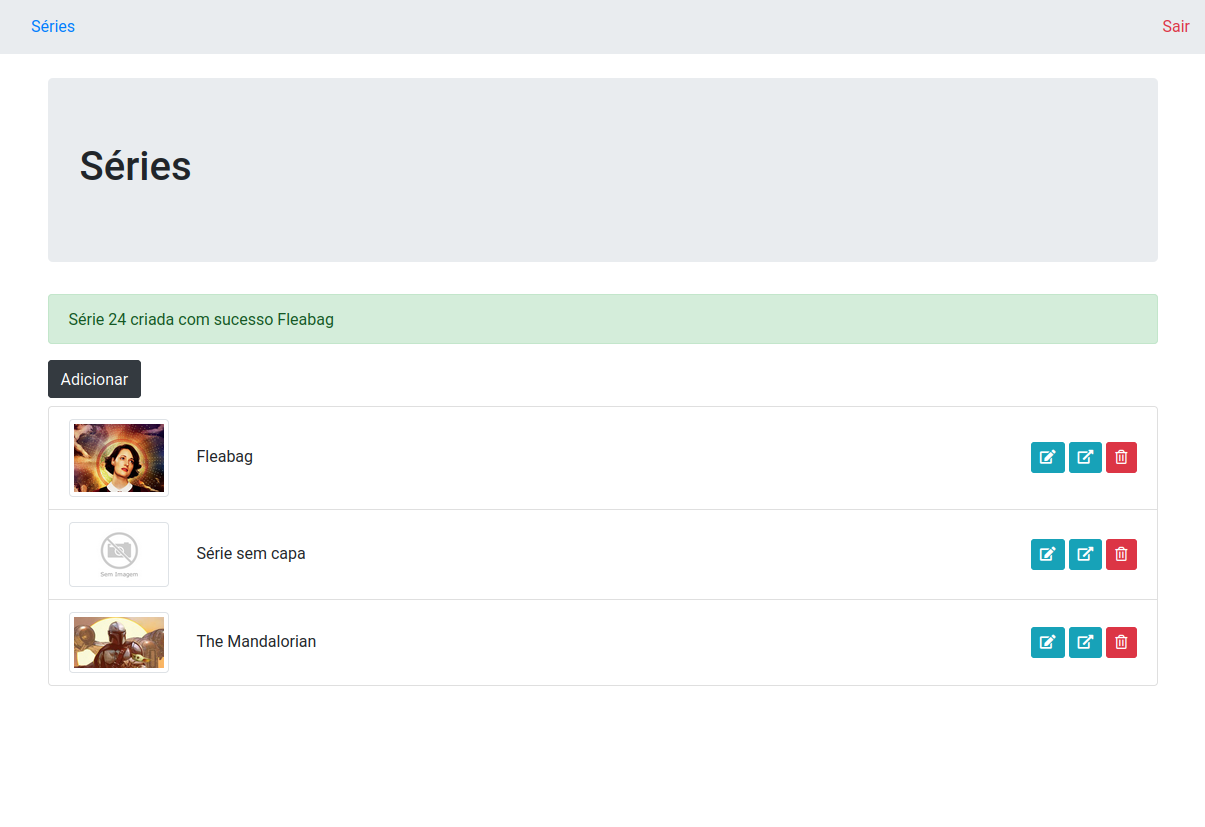 Séries
Sair
Séries
Série 24 criada com sucesso Fleabag
Adicionar
Fleabag
Sem Imagem
Série sem capa
The Mandalorian